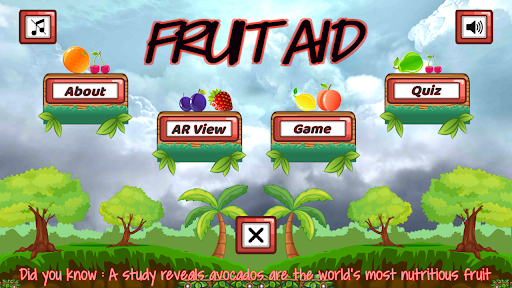 FRUIT AID
About
Quiz
AR View
Game
Did you know : A study reveals avocados are the world's most nutritious fruit